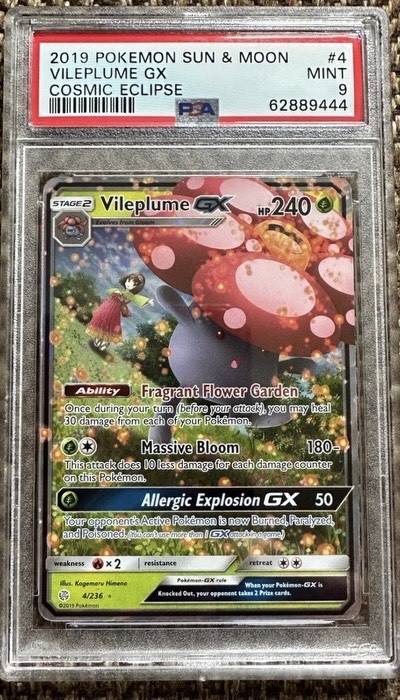 2019 POKEMON SUN & MOON #4
VILEPLUME GX MINT
COSMIC ECLIPSE 9
PSA 62889444
STAGE 2 Vileplume GX HP 240
Evolves from Gloom
Ability Fragrant Flower Garden
Once during your turn (before your attack), you may heal
30 damage from each of your Pokémon.
Massive Bloom 180-
This attack does 10 less damage for each damage counter
on this Pokémon.
Allergic Explosion GX 50
Your opponent's Active Pokémon is now Burned, Paralyzed,
and Poisoned. (You can't use more than 1 GX attack in a game.)
weakness ×2 resistance retreat
Illus. Kagemaru Himeno Pokémon-GX rule When your Pokémon-GX is
4/236 Knocked Out, your opponent takes 2 Prize cards.
©2019 Pokémon